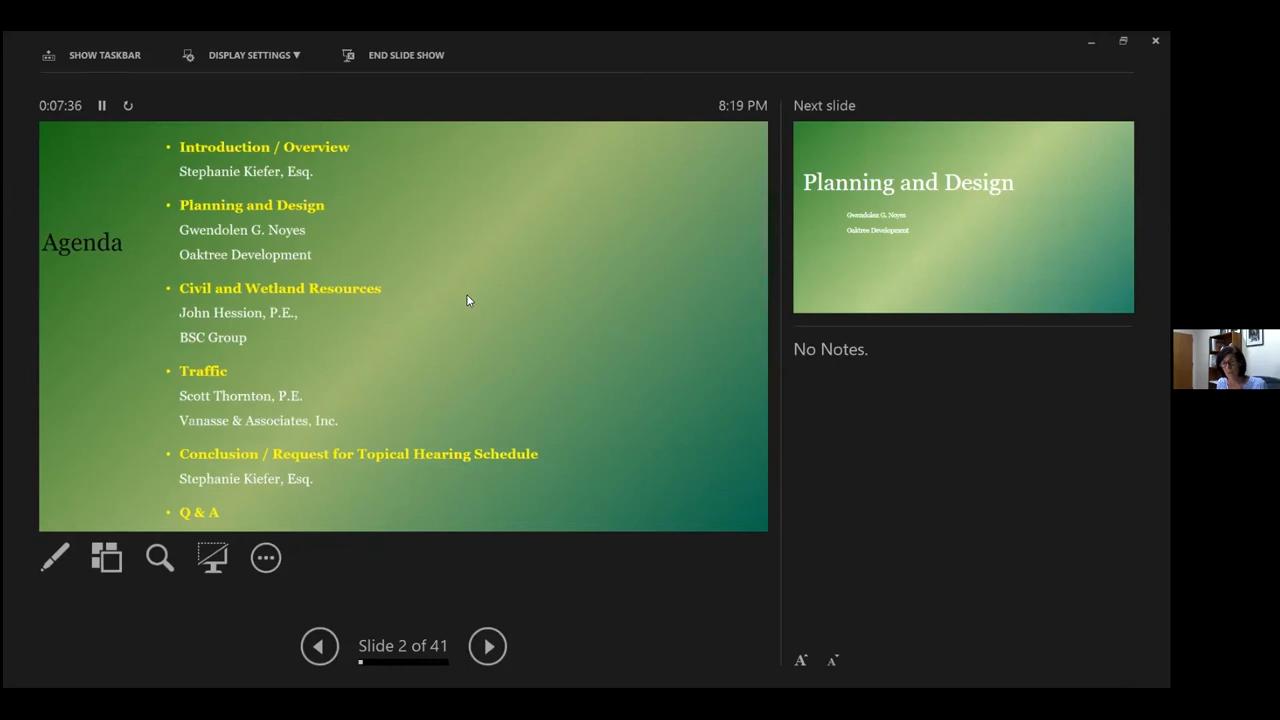 SHOW TASKBAR
DISPLAY SETTINGS ▼
END SLIDE SHOW
0:07:36
8:19 PM
Agenda
• Introduction / Overview
Stephanie Kiefer, Esq.
• Planning and Design
Gwendolen G. Noyes
Oaktree Development
• Civil and Wetland Resources
John Hession, P.E.,
BSC Group
• Traffic
Scott Thornton, P.E.
Vanasse & Associates, Inc.
• Conclusion / Request for Topical Hearing Schedule
Stephanie Kiefer, Esq.
• Q & A
Slide 2 of 41
Next slide
Planning and Design
Gwendolen G. Noyes
Oaktree Development
No Notes.
A A